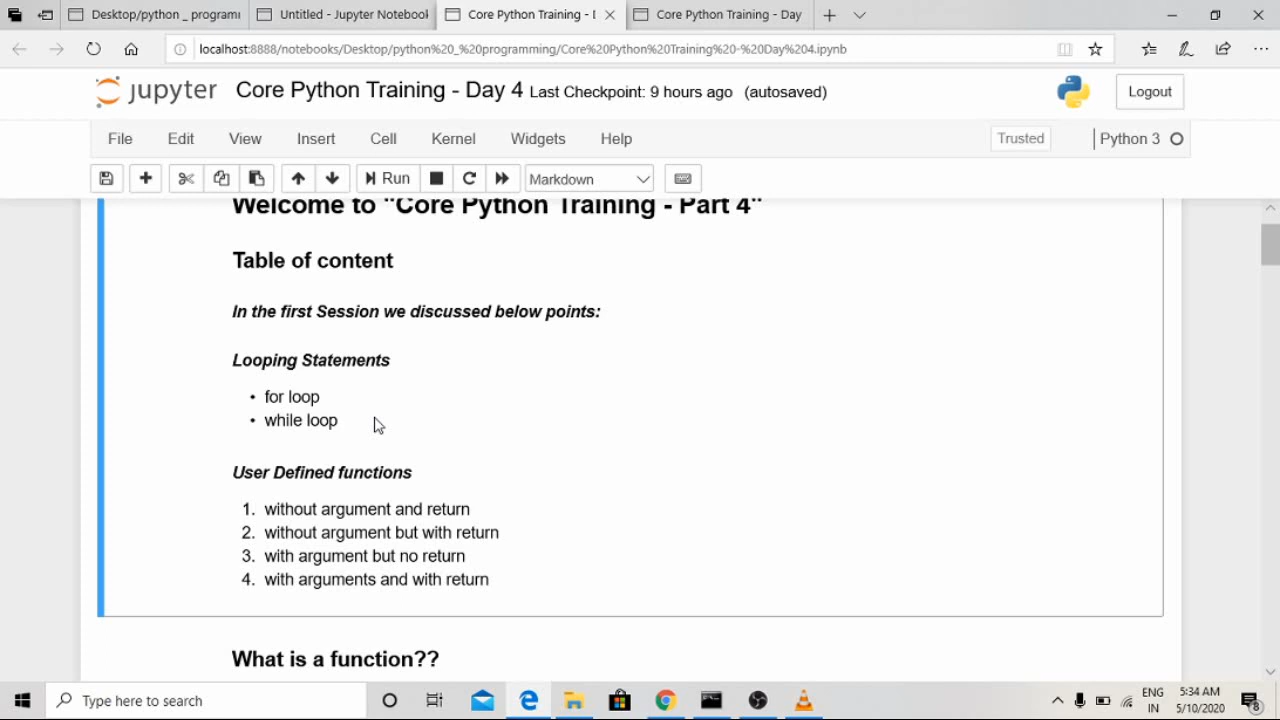 Desktop/python _ programi
Untitled - Jupyter Notebook
Core Python Training - D
Core Python Training - Day
localhost:8888/notebooks/Desktop/python%20_%20programming/Core%20Python%20Training%20-%20Day%204.ipynb
jupyter Core Python Training - Day 4 Last Checkpoint: 9 hours ago (autosaved)
Logout
File Edit View Insert Cell Kernel Widgets Help
Trusted
Python 3
Run
Markdown
Welcome to "Core Python Training - Part 4"
Table of content
In the first Session we discussed below points:
Looping Statements
• for loop
• while loop
User Defined functions
1. without argument and return
2. without argument but with return
3. with argument but no return
4. with arguments and with return
What is a function??
Type here to search
ENG
IN
5:34 AM
5/10/2020
8